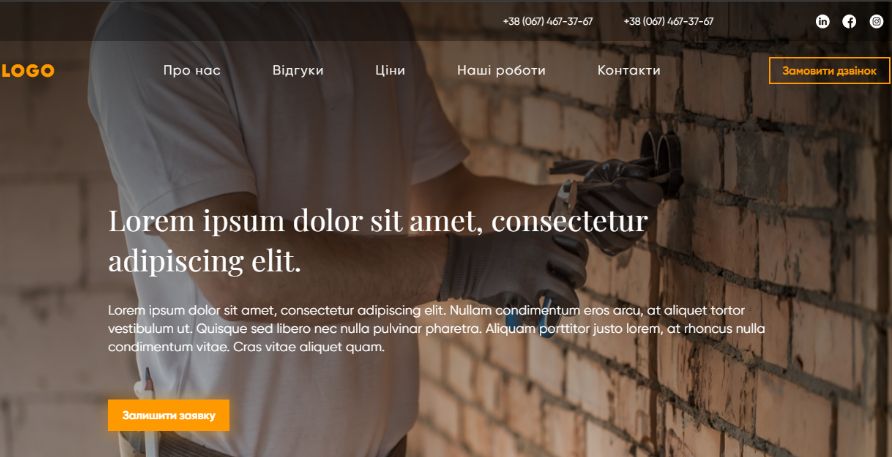 +38 (067) 467-37-67 +38 (067) 467-37-67
LOGO Про нас Відгуки Ціни Наші роботи Контакти Замовити дзвінок
Lorem ipsum dolor sit amet, consectetur
adipiscing elit.
Lorem ipsum dolor sit amet, consectetur adipiscing elit. Nullam condimentum eros arcu, at aliquet tortor
vestibulum ut. Quisque sed libero nec nulla pulvinar pharetra. Aliquam porttitor justo lorem, at rhoncus nulla
condimentum vitae. Cras vitae aliquet quam.
Залишити заявку